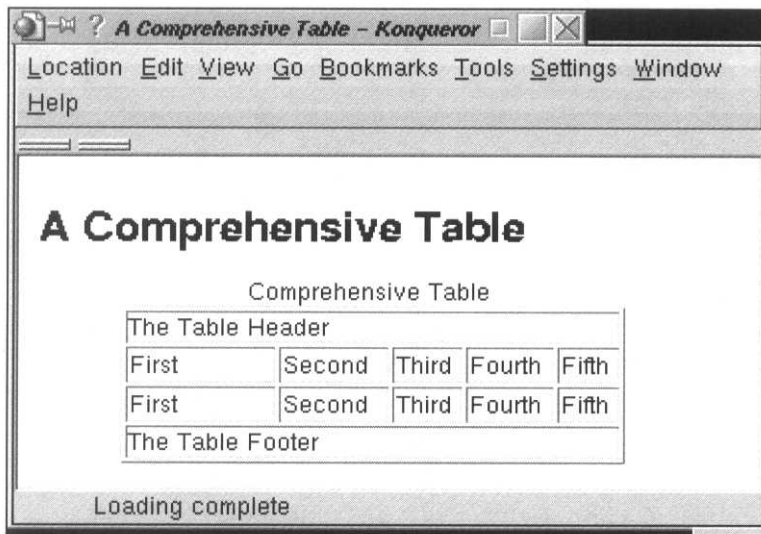 ? A Comprehensive Table – Konqueror
Location Edit View Go Bookmarks Tools Settings Window
Help
A Comprehensive Table
Comprehensive Table
The Table Header
First Second Third Fourth Fifth
First Second Third Fourth Fifth
The Table Footer
Loading complete